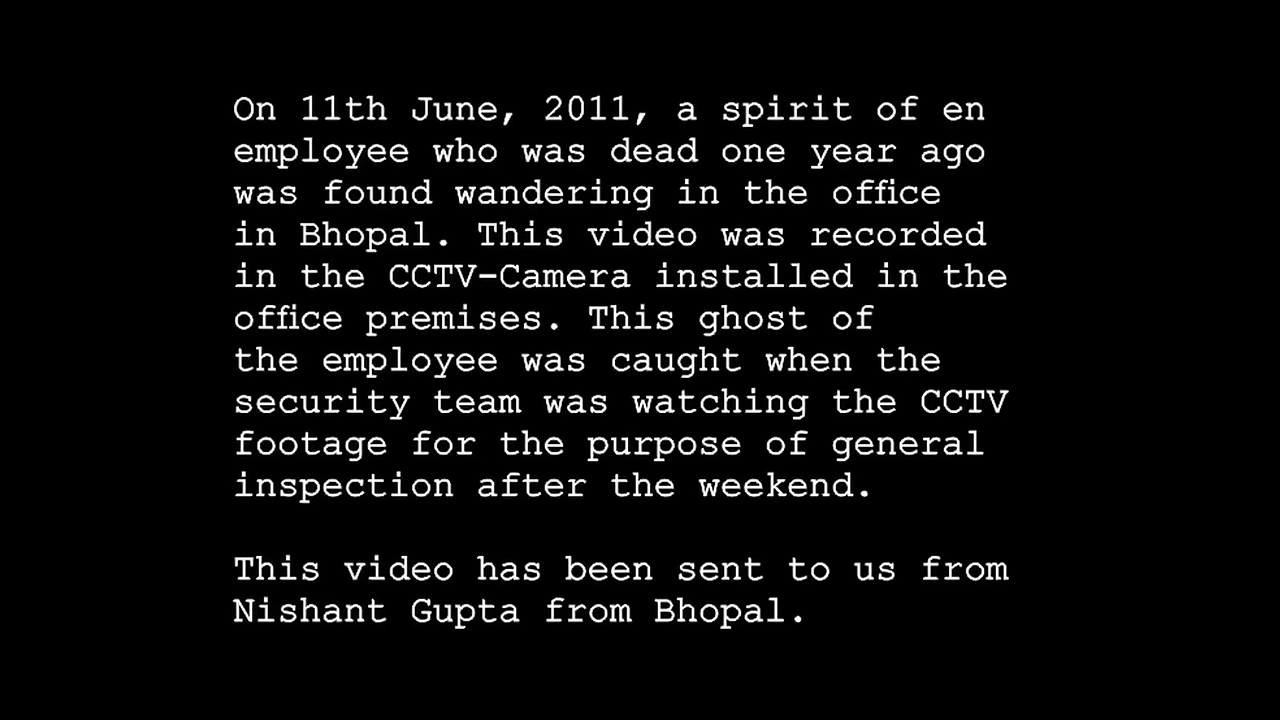 On 11th June, 2011, a spirit of en
employee who was dead one year ago
was found wandering in the office
in Bhopal. This video was recorded
in the CCTV-Camera installed in the
office premises. This ghost of
the employee was caught when the
security team was watching the CCTV
footage for the purpose of general
inspection after the weekend.
This video has been sent to us from
Nishant Gupta from Bhopal.